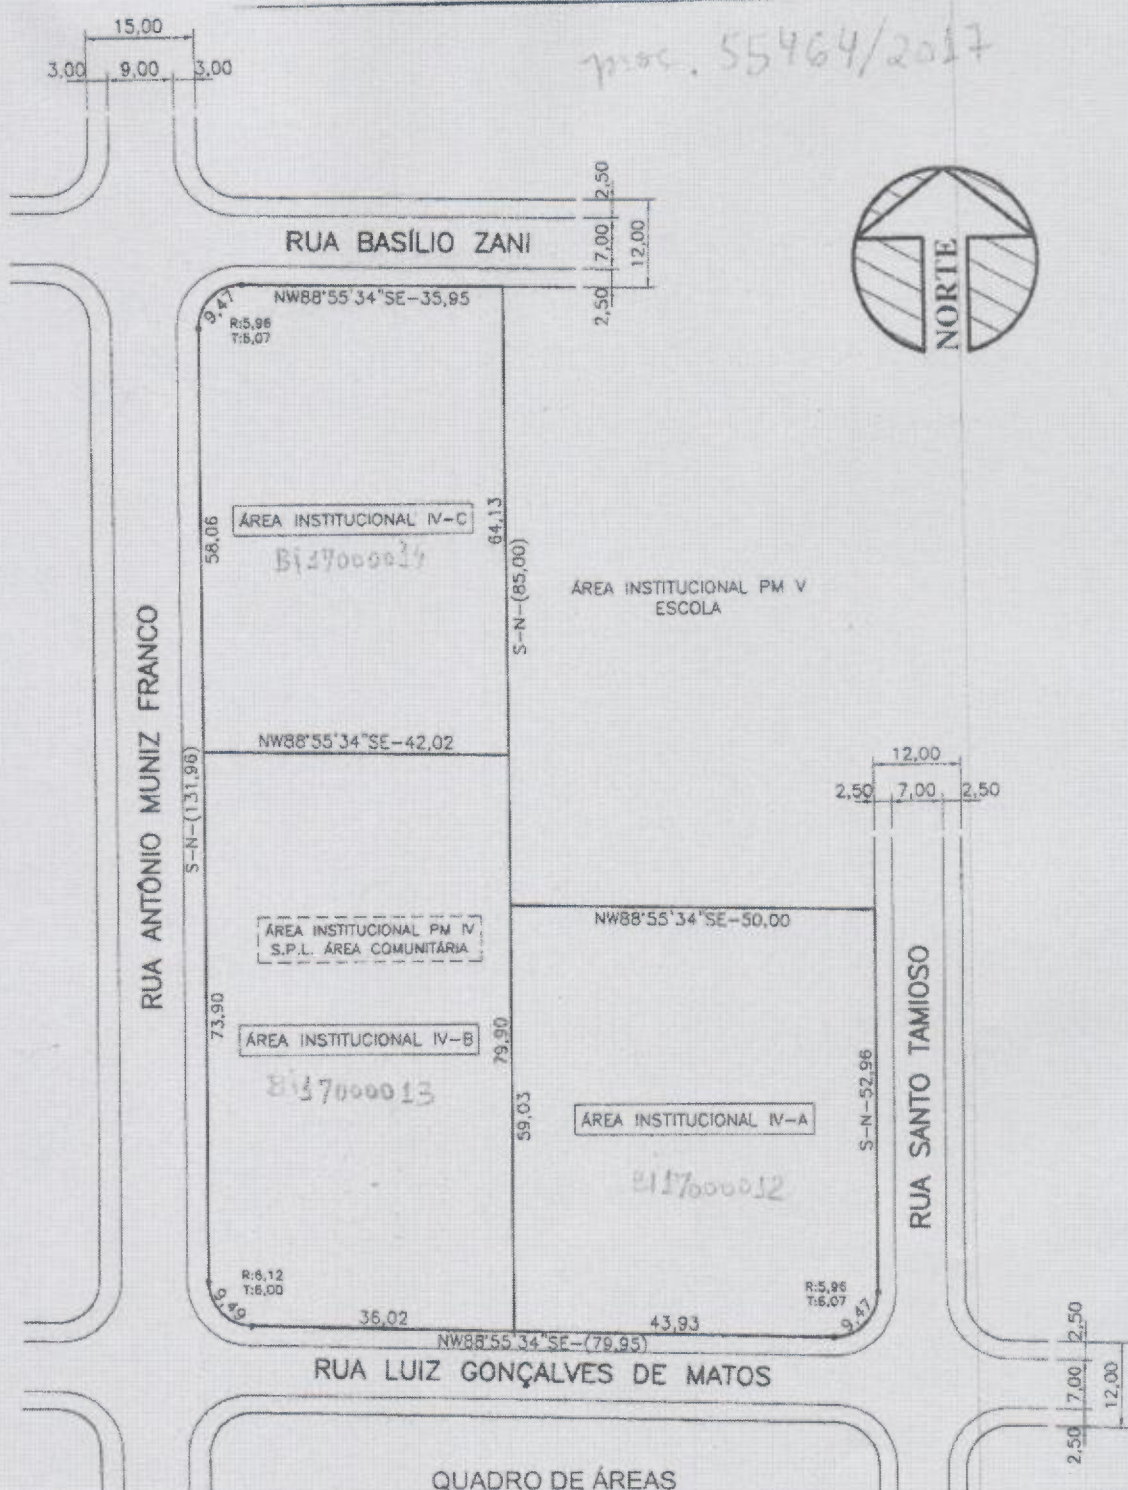 proc. 55464/2017
15,00
3,00 9,00 3,00
2,50
7,00
2,50
12,00
RUA BASÍLIO ZANI
NORTE
NW88°55'34"SE-35,95
9,47
R:5,96
T:6,07
58,06
ÁREA INSTITUCIONAL IV-C
Bi17000014
64,13
S-N-(85,00)
ÁREA INSTITUCIONAL PM V
ESCOLA
RUA ANTÔNIO MUNIZ FRANCO
S-N-(131,96)
NW88°55'34"SE-42,02
12,00
2,50 7,00 2,50
NW88°55'34"SE-50,00
ÁREA INSTITUCIONAL PM IV
S.P.L. ÁREA COMUNITÁRIA
73,90
ÁREA INSTITUCIONAL IV-B
Bi17000013
79,90
59,03
ÁREA INSTITUCIONAL IV-A
Bi17000012
S-N-52,96
RUA SANTO TAMIOSO
R:6,12
T:6,00
9,49
36,02
43,93
R:5,96
T:6,07
9,47
NW88°55'34"SE-(79,95)
RUA LUIZ GONÇALVES DE MATOS
2,50
7,00
2,50
12,00
QUADRO DE ÁREAS